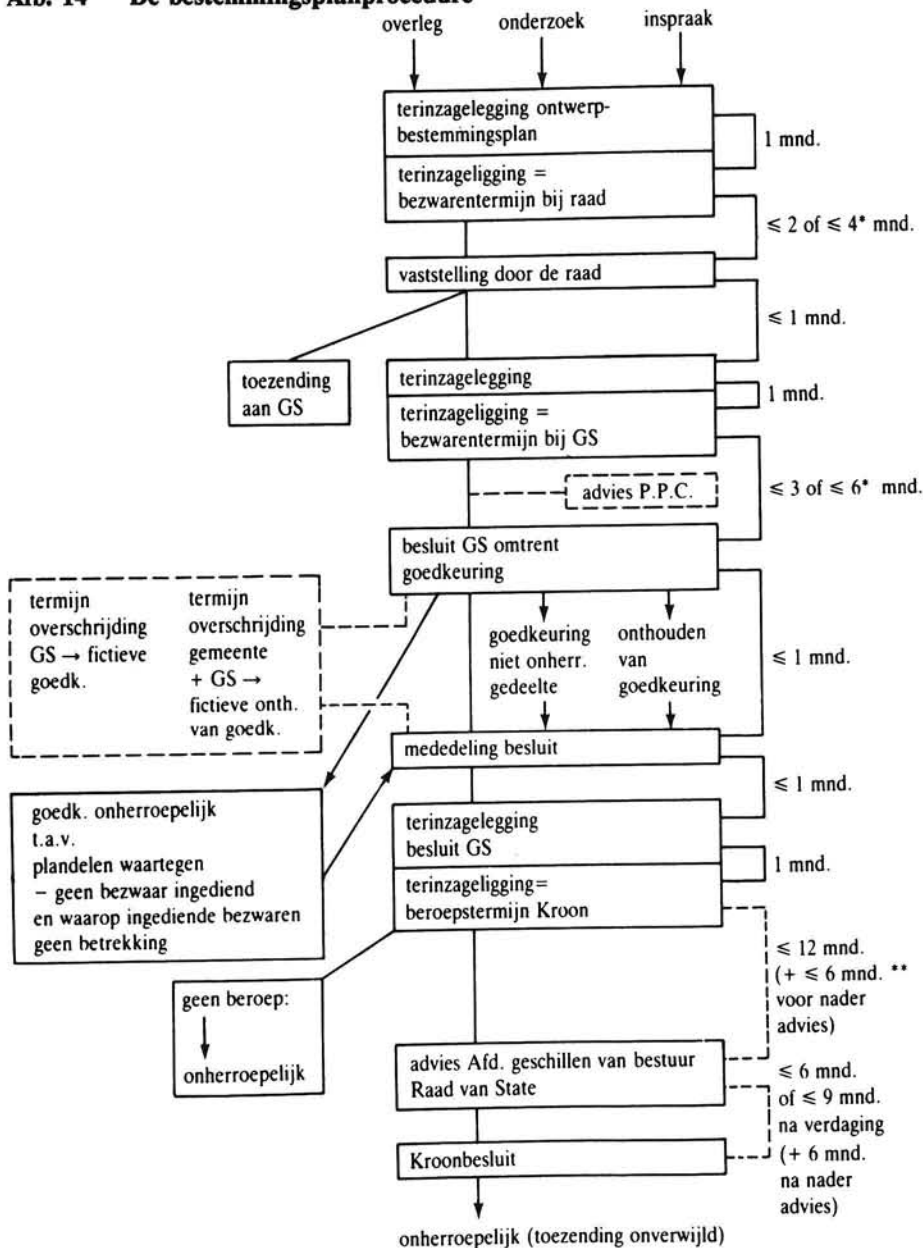 Afb. 14 De bestemmingsplanprocedure
overleg onderzoek inspraak
terinzagelegging ontwerp-
bestemmingsplan
1 mnd.
terinzageligging =
bezwarentermijn bij raad
≤ 2 of ≤ 4* mnd.
vaststelling door de raad
≤ 1 mnd.
toezending
aan GS
terinzagelegging
1 mnd.
terinzageligging =
bezwarentermijn bij GS
≤ 3 of ≤ 6* mnd.
advies P.P.C.
besluit GS omtrent
goedkeuring
termijn
overschrijding
GS → fictieve
goedk.
termijn
overschrijding
gemeente
+ GS →
fictieve onth.
van goedk.
goedkeuring
niet onherr.
gedeelte
onthouden
van
goedkeuring
≤ 1 mnd.
mededeling besluit
≤ 1 mnd.
goedk. onherroepelijk
t.a.v.
plandelen waartegen
– geen bezwaar ingediend
en waarop ingediende bezwaren
geen betrekking
terinzagelegging
besluit GS
1 mnd.
terinzageligging=
beroepstermijn Kroon
≤ 12 mnd.
(+ ≤ 6 mnd. **
voor nader
advies)
geen beroep:
onherroepelijk
advies Afd. geschillen van bestuur
Raad van State
≤ 6 mnd.
of ≤ 9 mnd.
na verdaging
(+ 6 mnd.
na nader
advies)
Kroonbesluit
onherroepelijk (toezending onverwijld)